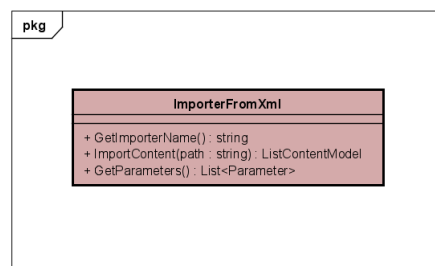 pkg
ImporterFromXml
+ GetImporterName() : string
+ ImportContent(path : string) : ListContentModel
+ GetParameters() : List<Parameter>